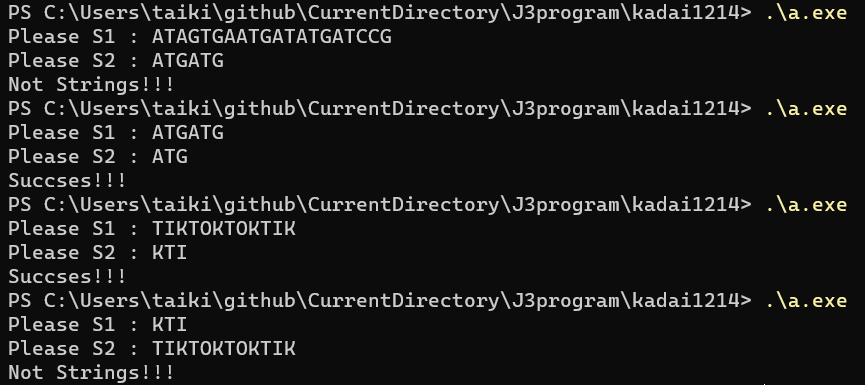 PS C:\Users\taiki\github\CurrentDirectory\J3program\kadai1214> .\a.exe
Please S1 : ATAGTGAATGATATGATCCG
Please S2 : ATGATG
Not Strings!!!
PS C:\Users\taiki\github\CurrentDirectory\J3program\kadai1214> .\a.exe
Please S1 : ATGATG
Please S2 : ATG
Succses!!!
PS C:\Users\taiki\github\CurrentDirectory\J3program\kadai1214> .\a.exe
Please S1 : TIKTOKTOKTIK
Please S2 : KTI
Succses!!!
PS C:\Users\taiki\github\CurrentDirectory\J3program\kadai1214> .\a.exe
Please S1 : KTI
Please S2 : TIKTOKTOKTIK
Not Strings!!!